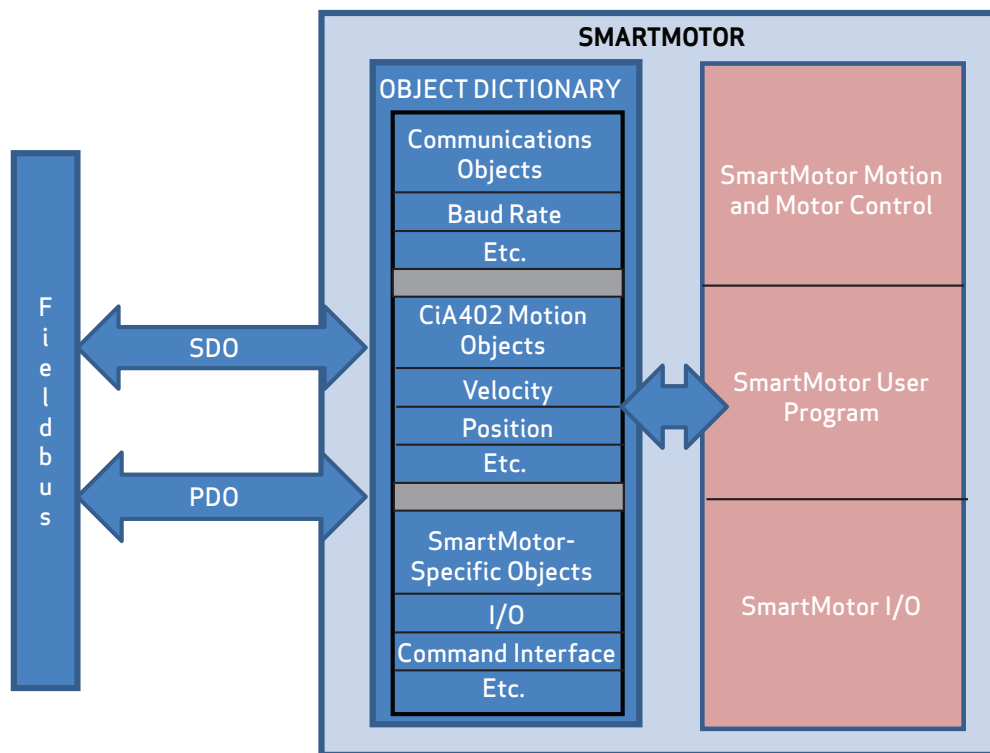 SMARTMOTOR
Fieldbus
SDO
PDO
OBJECT DICTIONARY
Communications
Objects
Baud Rate
Etc.
CiA402 Motion
Objects
Velocity
Position
Etc.
SmartMotor-
Specific Objects
I/O
Command Interface
Etc.
SmartMotor Motion
and Motor Control
SmartMotor User
Program
SmartMotor I/O